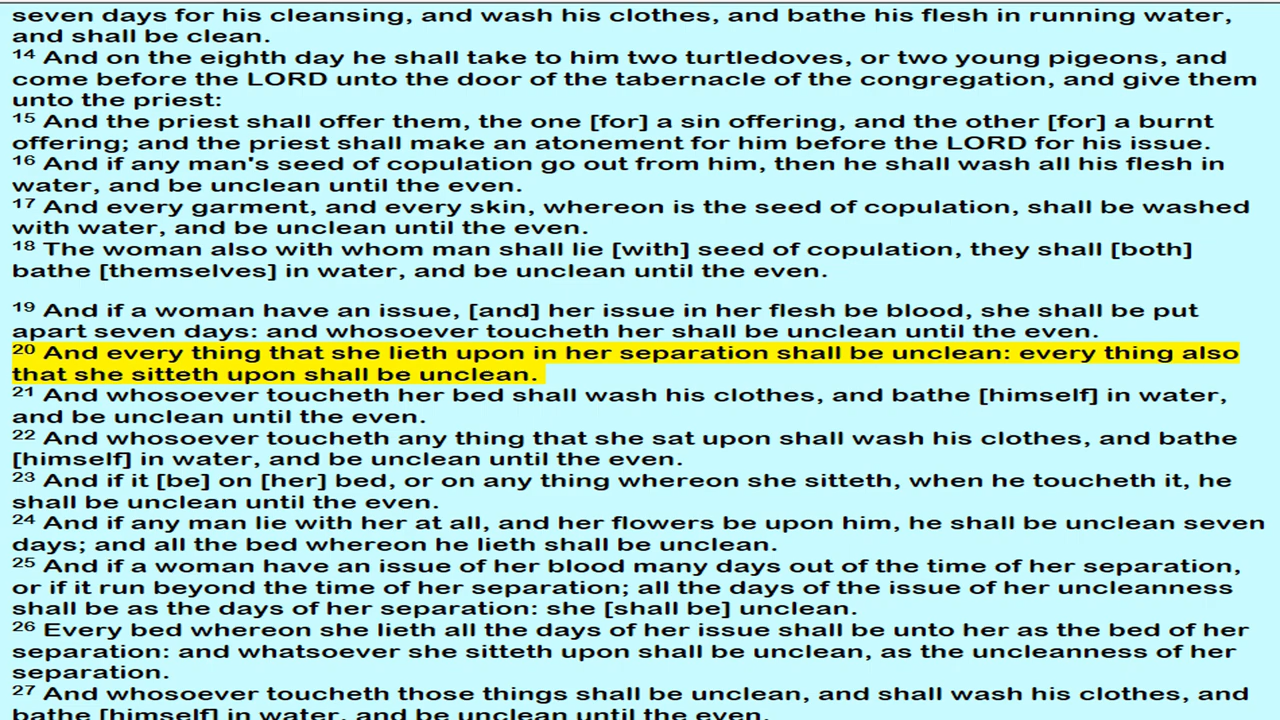 seven days for his cleansing, and wash his clothes, and bathe his flesh in running water,
and shall be clean.
14 And on the eighth day he shall take to him two turtledoves, or two young pigeons, and
come before the LORD unto the door of the tabernacle of the congregation, and give them
unto the priest:
15 And the priest shall offer them, the one [for] a sin offering, and the other [for] a burnt
offering; and the priest shall make an atonement for him before the LORD for his issue.
16 And if any man's seed of copulation go out from him, then he shall wash all his flesh in
water, and be unclean until the even.
17 And every garment, and every skin, whereon is the seed of copulation, shall be washed
with water, and be unclean until the even.
18 The woman also with whom man shall lie [with] seed of copulation, they shall [both]
bathe [themselves] in water, and be unclean until the even.
19 And if a woman have an issue, [and] her issue in her flesh be blood, she shall be put
apart seven days: and whosoever toucheth her shall be unclean until the even.
20 And every thing that she lieth upon in her separation shall be unclean: every thing also
that she sitteth upon shall be unclean.
21 And whosoever toucheth her bed shall wash his clothes, and bathe [himself] in water,
and be unclean until the even.
22 And whosoever toucheth any thing that she sat upon shall wash his clothes, and bathe
[himself] in water, and be unclean until the even.
23 And if it [be] on [her] bed, or on any thing whereon she sitteth, when he toucheth it, he
shall be unclean until the even.
24 And if any man lie with her at all, and her flowers be upon him, he shall be unclean seven
days; and all the bed whereon he lieth shall be unclean.
25 And if a woman have an issue of her blood many days out of the time of her separation,
or if it run beyond the time of her separation; all the days of the issue of her uncleanness
shall be as the days of her separation: she [shall be] unclean.
26 Every bed whereon she lieth all the days of her issue shall be unto her as the bed of her
separation: and whatsoever she sitteth upon shall be unclean, as the uncleanness of her
separation.
27 And whosoever toucheth those things shall be unclean, and shall wash his clothes, and
bathe [himself] in water, and be unclean until the even.